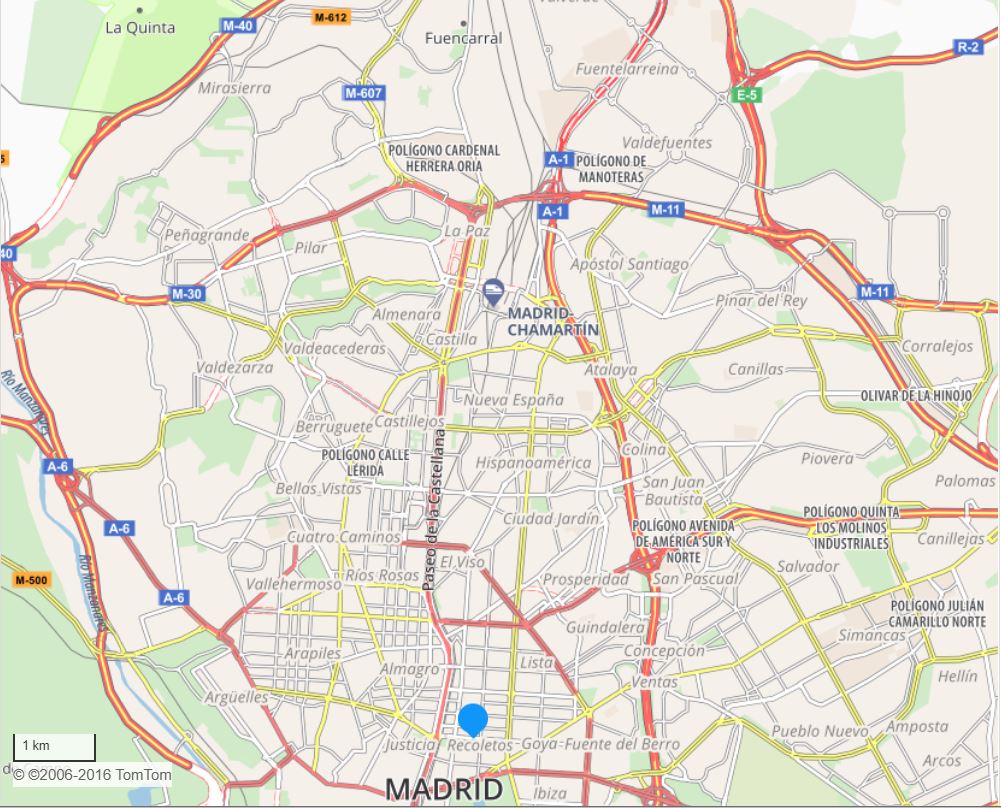 La Quinta
M-40
M-612
Fuencarral
R-2
Mirasierra
M-607
Fuentelarreina
E-5
Valdefuentes
POLÍGONO CARDENAL
HERRERA ORIA
A-1
POLÍGONO DE
MANOTERAS
A-1
M-11
Peñagrande
La Paz
Pilar
40
Apóstol Santiago
M-30
M-11
Pinar del Rey
Almenara
MADRID-
CHAMARTÍN
Castilla
Valdeacederas
Corralejos
Valdezarza
Atalaya
Canillas
Río Manzanares
Nueva España
OLIVAR DE LA HINOJO
Berruguete
Castillejos
Paseo de la Castellana
POLÍGONO CALLE
LÉRIDA
Colina
Hispanoamérica
Piovera
A-6
Bellas Vistas
San Juan
Bautista
Palomas
Ciudad Jardín
A-6
POLÍGONO AVENIDA
DE AMÉRICA SUR Y
NORTE
POLÍGONO QUINTA
LOS MOLINOS
INDUSTRIALES
Cuatro Caminos
Canillejas
El Viso
Río Manzanares
M-500
Vallehermoso
Ríos Rosas
Prosperidad
San Pascual
Salvador
A-6
POLÍGONO JULIÁN
CAMARILLO NORTE
Guindalera
Simancas
Arapiles
Concepción
Almagro
Lista
Hellín
Argüelles
Ventas
Pueblo Nuevo
Amposta
Justicia
Recoletos
Goya
Fuente del Berro
1 km
Arcos
© ©2006-2016 TomTom
MADRID
Ibiza